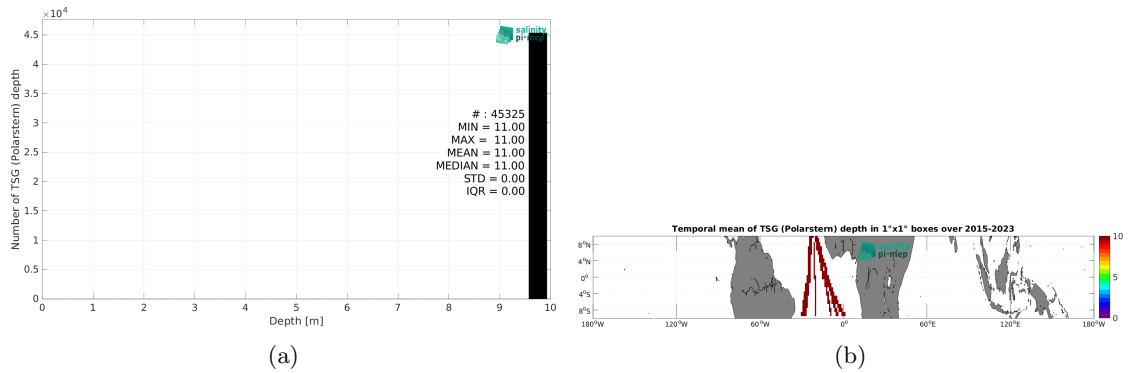 ×10⁴
4.5
4
3.5
3
2.5
2
1.5
1
0.5
0
Number of TSG (Polarstern) depth
salinity
pi-mep
# : 45325
MIN = 11.00
MAX = 11.00
MEAN = 11.00
MEDIAN = 11.00
STD = 0.00
IQR = 0.00
0 1 2 3 4 5 6 7 8 9 10
Depth [m]
(a)
Temporal mean of TSG (Polarstern) depth in 1°x1° boxes over 2015-2023
8°N
4°N
0°
4°S
8°S
salinity
pi-mep
180°W 120°W 60°W 0° 60°E 120°E 180°W
10
5
0
(b)